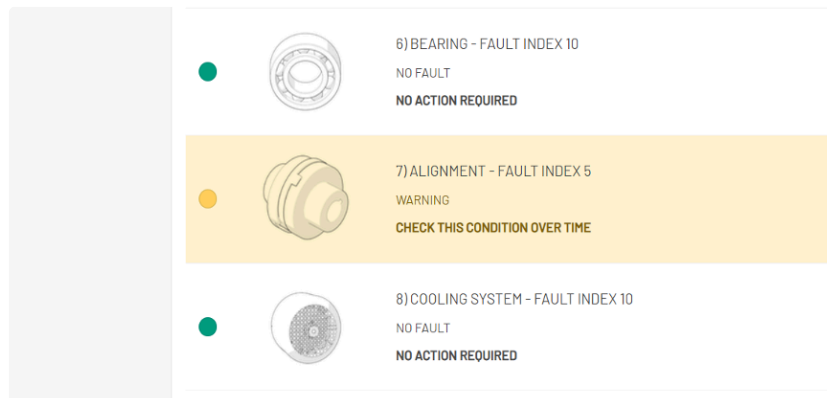 6) BEARING - FAULT INDEX 10
NO FAULT
NO ACTION REQUIRED
7) ALIGNMENT - FAULT INDEX 5
WARNING
CHECK THIS CONDITION OVER TIME
8) COOLING SYSTEM - FAULT INDEX 10
NO FAULT
NO ACTION REQUIRED